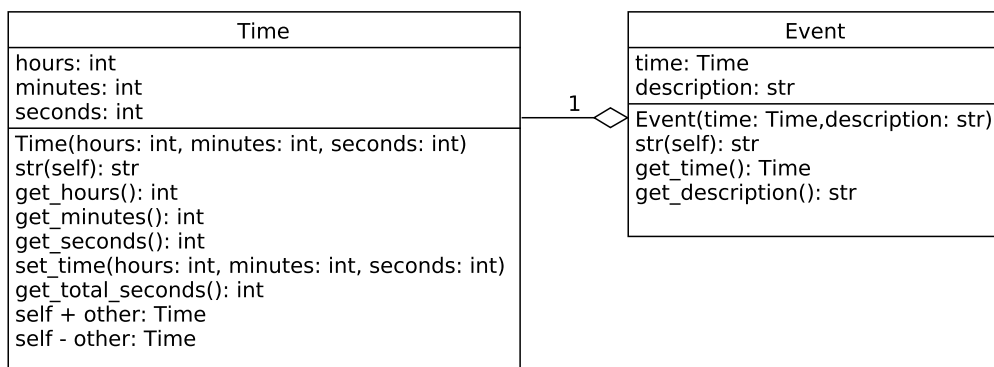 Time
hours: int
minutes: int
seconds: int
Time(hours: int, minutes: int, seconds: int)
str(self): str
get_hours(): int
get_minutes(): int
get_seconds(): int
set_time(hours: int, minutes: int, seconds: int)
get_total_seconds(): int
self + other: Time
self - other: Time
1
Event
time: Time
description: str
Event(time: Time,description: str)
str(self): str
get_time(): Time
get_description(): str